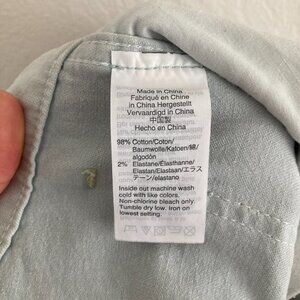 Made in China
Fabriqué en Chine
in China Hergestellt
Vervaardigd in China
中国製
Hecho en China
98% Cotton/Coton/
Baumwolle/Katoen/綿/
algodón
2% Elastane/Élasthanne/
Elastan/Elastaan/エラス
テーン/elastano
Inside out machine wash
cold with like colors.
Non-chlorine bleach only.
Tumble dry low. Iron on
lowest setting.